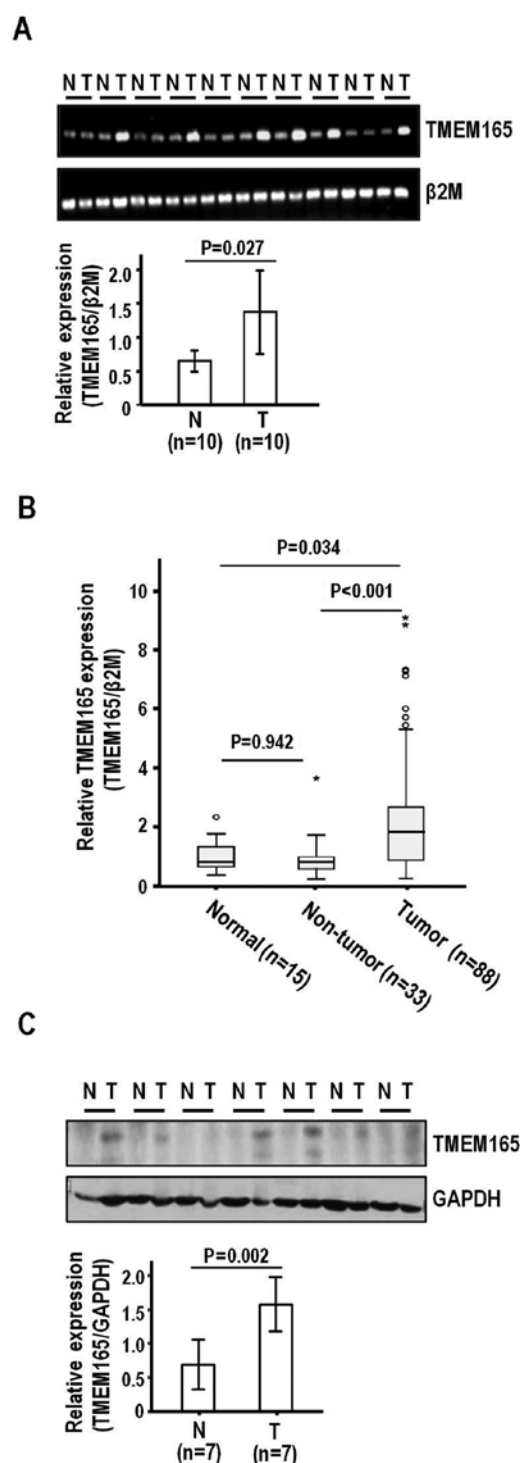 A
N T N T N T N T N T N T N T N T N T N T
TMEM165
β2M
P=0.027
Relative expression
(TMEM165/β2M)
2.0
1.5
1.0
0.5
0
N T
(n=10) (n=10)
B
P=0.034
P<0.001
P=0.942
Relative TMEM165 expression
(TMEM165/β2M)
10
8
6
4
2
0
Normal (n=15)
Non-tumor (n=33)
Tumor (n=88)
C
N T N T N T N T N T N T N T
TMEM165
GAPDH
P=0.002
Relative expression
(TMEM165/GAPDH)
2.0
1.5
1.0
0.5
0.0
N T
(n=7) (n=7)